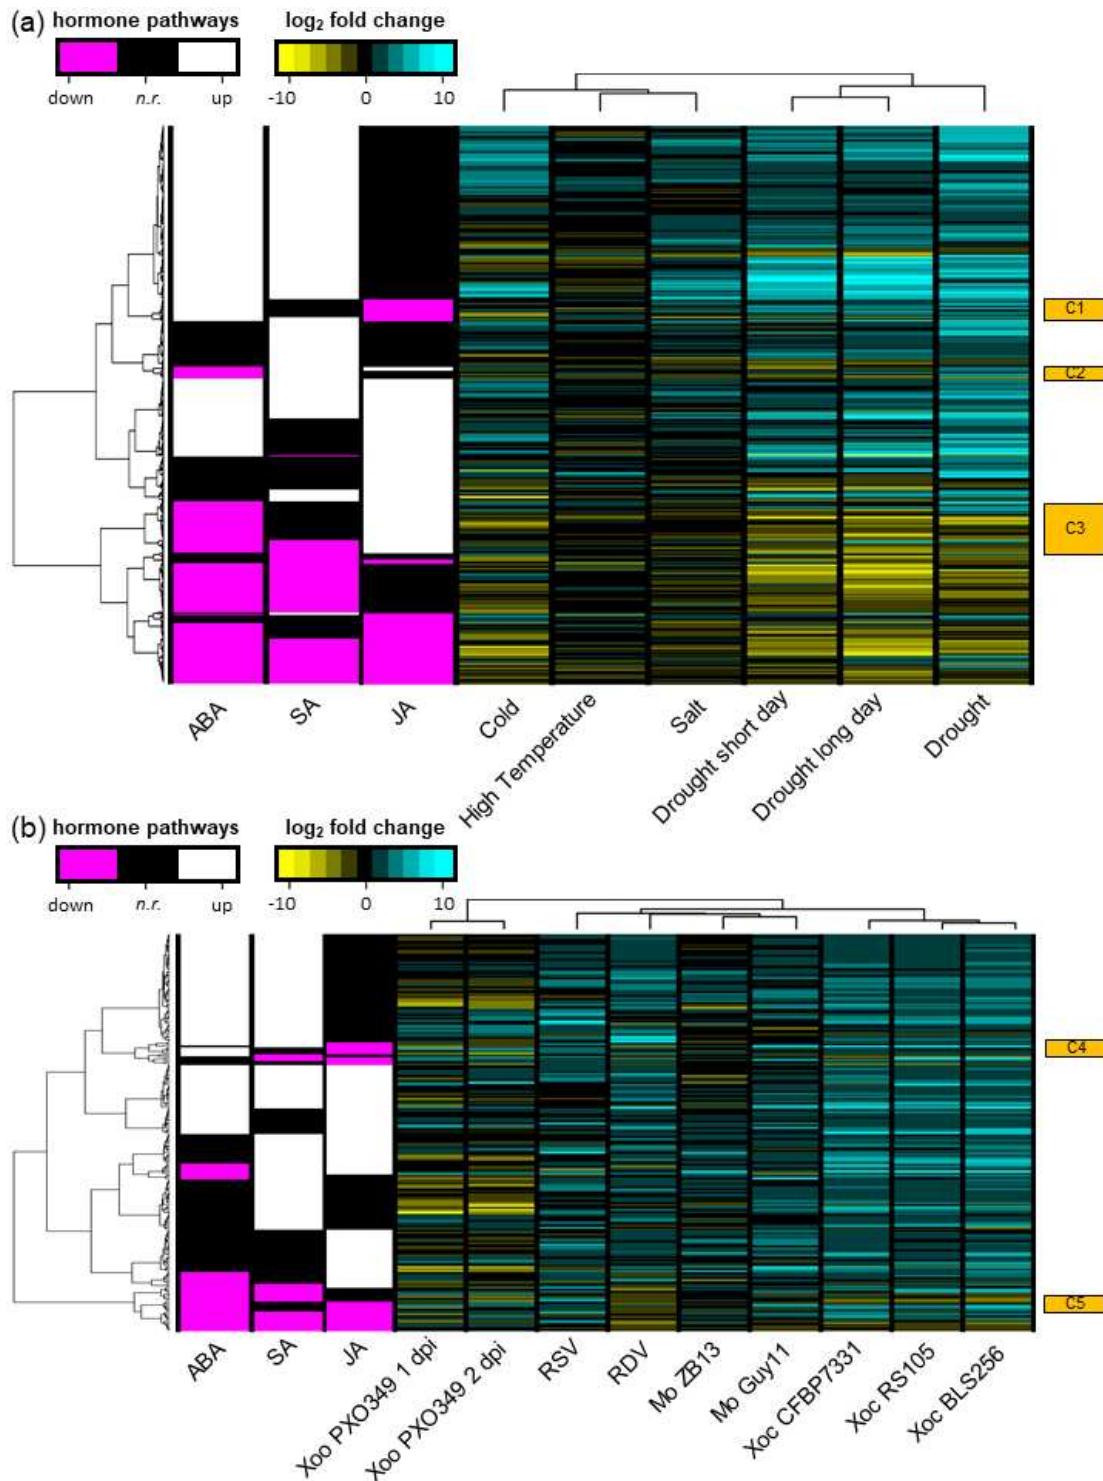 (a) hormone pathways log₂ fold change
down n.r. up -10 0 10
C1
C2
C3
ABA SA JA Cold High Temperature Salt Drought short day Drought long day Drought
(b) hormone pathways log₂ fold change
down n.r. up -10 0 10
C4
C5
ABA SA JA Xoo PXO349 1 dpi Xoo PXO349 2 dpi RSV RDV Mo ZB13 Mo Guy11 Xoc CFBP7331 Xoc RS105 Xoc BLS256